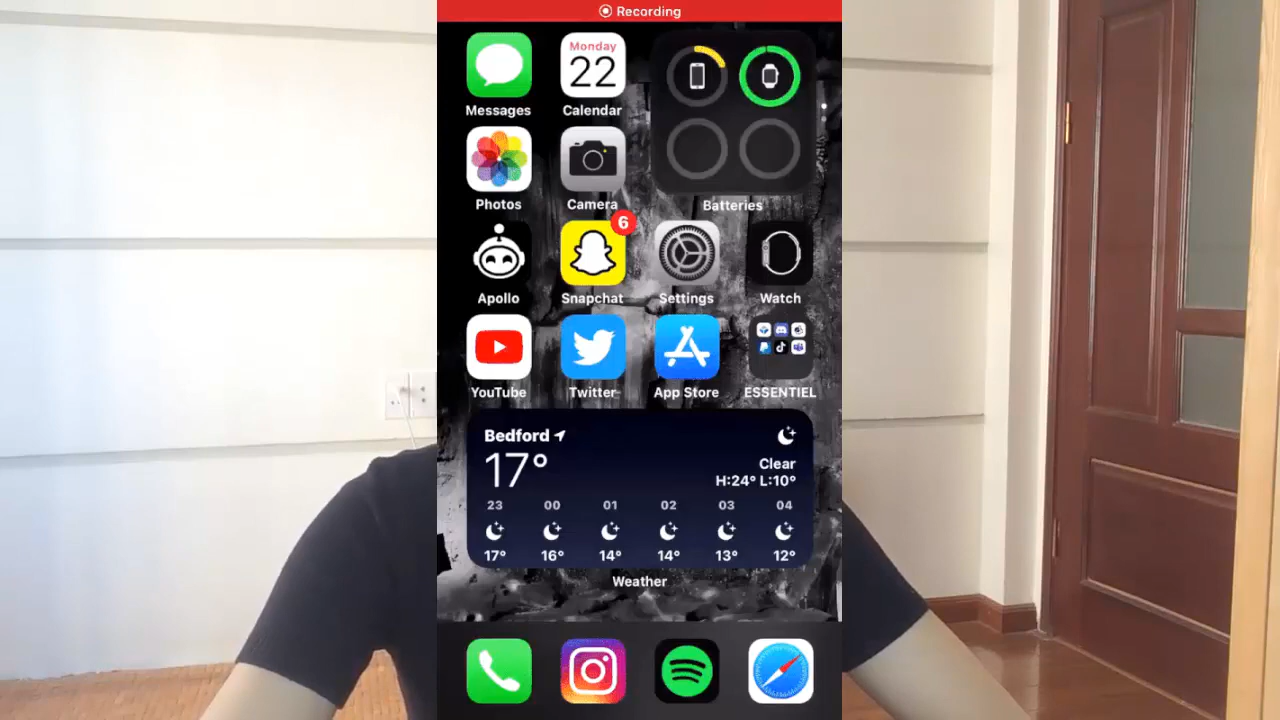 Recording
Monday
22
Messages
Calendar
Photos
Camera
Batteries
6
Apollo
Snapchat
Settings
Watch
YouTube
Twitter
App Store
ESSENTIEL
Bedford
17°
Clear
H:24° L:10°
23 00 01 02 03 04
17° 16° 14° 14° 13° 12°
Weather